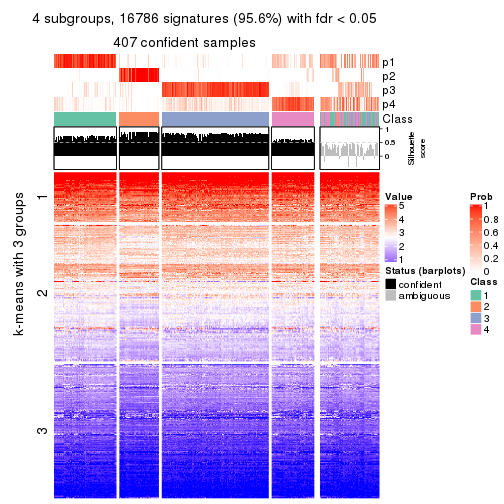 4 subgroups, 16786 signatures (95.6%) with fdr < 0.05
407 confident samples
p1
p2
p3
p4
Class
1
0.5
0
Silhouette
score
k-means with 3 groups
1
2
3
Value
5
4
3
2
1
Status (barplots)
confident
ambiguous
Prob
1
0.8
0.6
0.4
0.2
0
Class
1
2
3
4